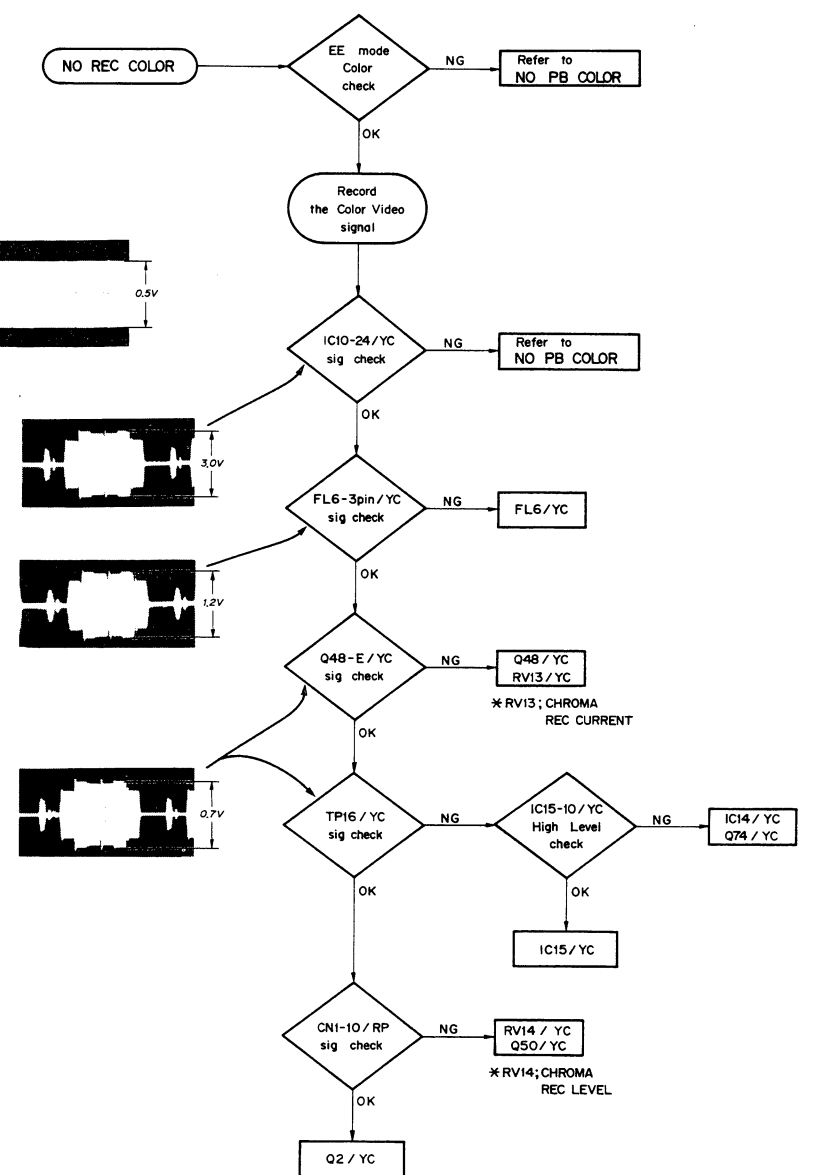 NO REC COLOR
EE mode
Color
check
NG
Refer to
NO PB COLOR
OK
Record
the Color Video
signal
0.5V
IC10-24/YC
sig check
NG
Refer to
NO PB COLOR
OK
3.0V
FL6-3pin/YC
sig check
NG
FL6/YC
OK
1.2V
Q48-E/YC
sig check
NG
Q48/YC
RV13/YC
*RV13; CHROMA
REC CURRENT
OK
0.7V
TP16/YC
sig check
NG
IC15-10/YC
High Level
check
NG
IC14/YC
Q74/YC
OK
OK
IC15/YC
CN1-10/RP
sig check
NG
RV14/YC
Q50/YC
*RV14; CHROMA
REC LEVEL
OK
Q2/YC